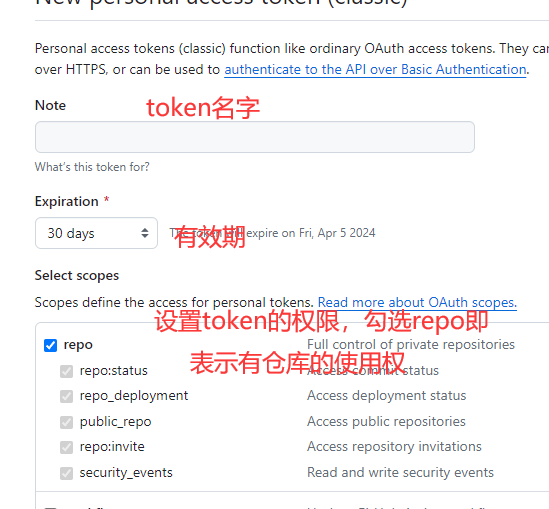 New personal access token (classic)
Personal access tokens (classic) function like ordinary OAuth access tokens. They can
over HTTPS, or can be used to authenticate to the API over Basic Authentication.
Note
token名字
What's this token for?
Expiration *
30 days
The token will expire on Fri, Apr 5 2024
有效期
Select scopes
Scopes define the access for personal tokens. Read more about OAuth scopes.
设置token的权限，勾选repo即
表示有仓库的使用权
repo Full control of private repositories
repo:status Access commit status
repo_deployment Access deployment status
public_repo Access public repositories
repo:invite Access repository invitations
security_events Read and write security events